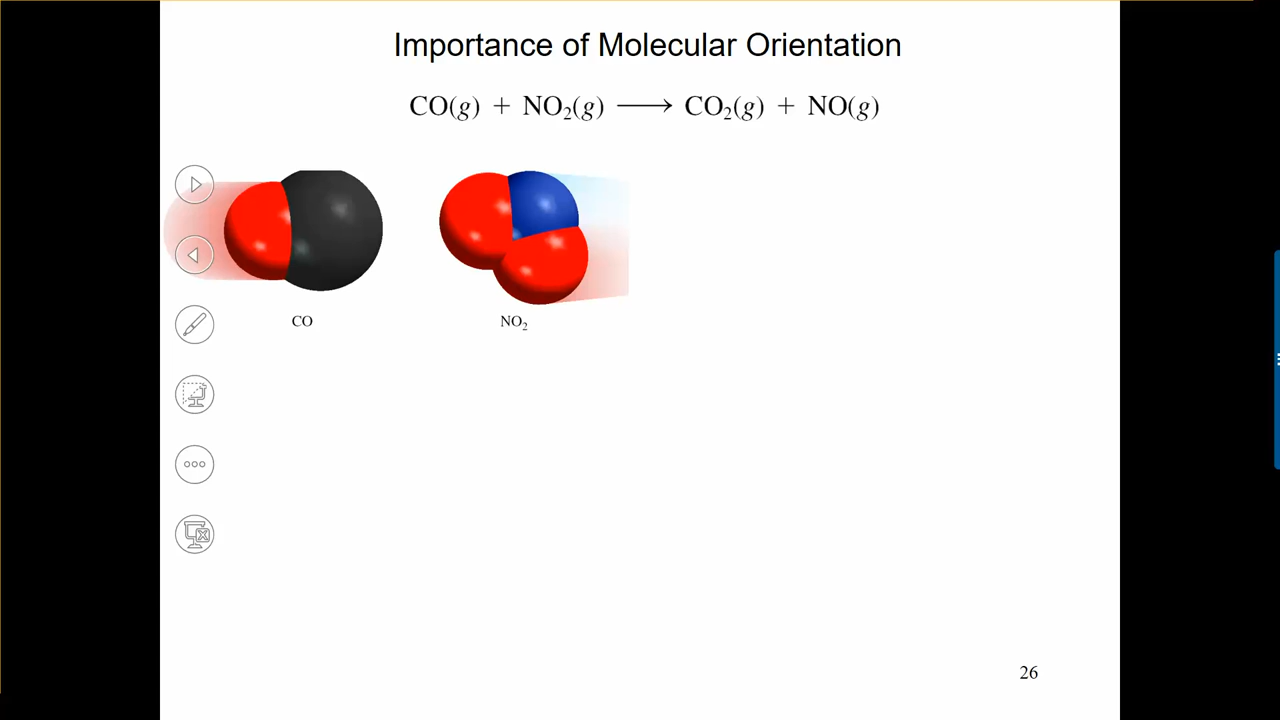 Importance of Molecular Orientation
CO(g) + NO₂(g) ⟶ CO₂(g) + NO(g)
CO
NO₂
26